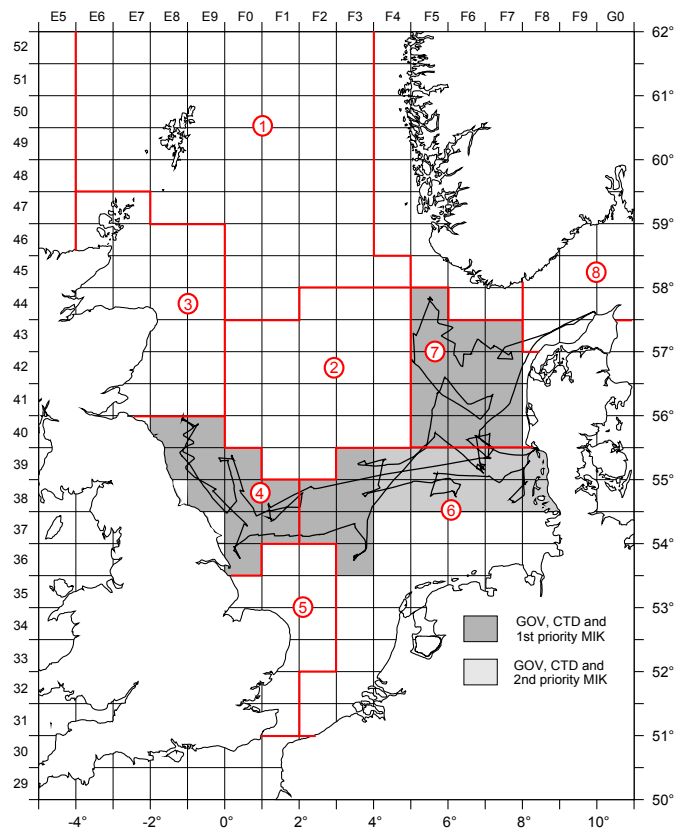 E5 E6 E7 E8 E9 F0 F1 F2 F3 F4 F5 F6 F7 F8 F9 G0
52 62°
51
50 61°
1
49
48 60°
47
46 59°
45 8
44 3 58°
43
42 7 57°
2
41
40 56°
39 55°
4
38 6
37
36 54°
35 5 53°
34 GOV, CTD and
1st priority MIK
33
32 52°
GOV, CTD and
2nd priority MIK
31
30 51°
29 50°
-4° -2° 0° 2° 4° 6° 8° 10°